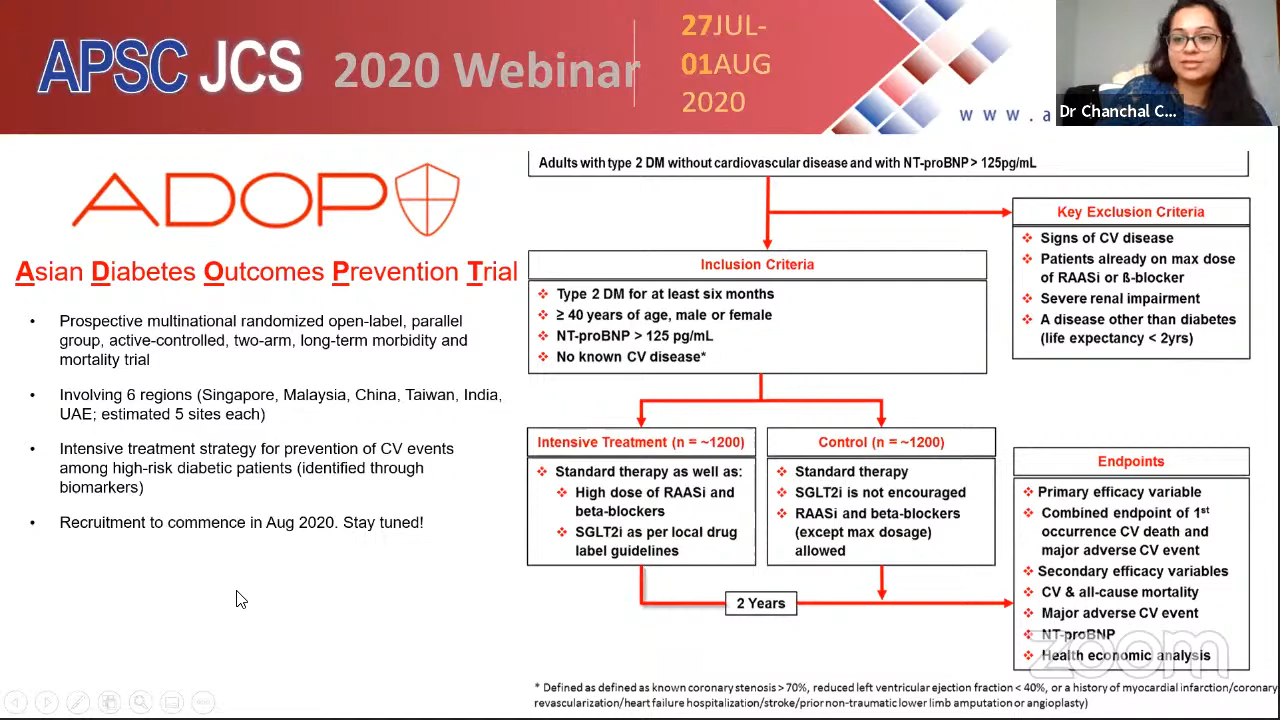 APSC JCS 2020 Webinar
27JUL-
01AUG
2020
www.a
Dr Chanchal C...
ADOP
Asian Diabetes Outcomes Prevention Trial
• Prospective multinational randomized open-label, parallel
group, active-controlled, two-arm, long-term morbidity and
mortality trial
• Involving 6 regions (Singapore, Malaysia, China, Taiwan, India,
UAE; estimated 5 sites each)
• Intensive treatment strategy for prevention of CV events
among high-risk diabetic patients (identified through
biomarkers)
• Recruitment to commence in Aug 2020. Stay tuned!
Adults with type 2 DM without cardiovascular disease and with NT-proBNP > 125pg/mL
Key Exclusion Criteria
❖ Signs of CV disease
❖ Patients already on max dose
of RAASi or ß-blocker
❖ Severe renal impairment
❖ A disease other than diabetes
(life expectancy < 2yrs)
Inclusion Criteria
❖ Type 2 DM for at least six months
❖ ≥ 40 years of age, male or female
❖ NT-proBNP > 125 pg/mL
❖ No known CV disease*
Intensive Treatment (n = ~1200)
❖ Standard therapy as well as:
❖ High dose of RAASi and
beta-blockers
❖ SGLT2i as per local drug
label guidelines
Control (n = ~1200)
❖ Standard therapy
❖ SGLT2i is not encouraged
❖ RAASi and beta-blockers
(except max dosage)
allowed
2 Years
Endpoints
❖ Primary efficacy variable
❖ Combined endpoint of 1st
occurrence CV death and
major adverse CV event
❖ Secondary efficacy variables
❖ CV & all-cause mortality
❖ Major adverse CV event
❖ NT-proBNP
❖ Health economic analysis
zoom
* Defined as defined as known coronary stenosis > 70%, reduced left ventricular ejection fraction < 40%, or a history of myocardial infarction/coronary
revascularization/heart failure hospitalization/stroke/prior non-traumatic lower limb amputation or angioplasty)